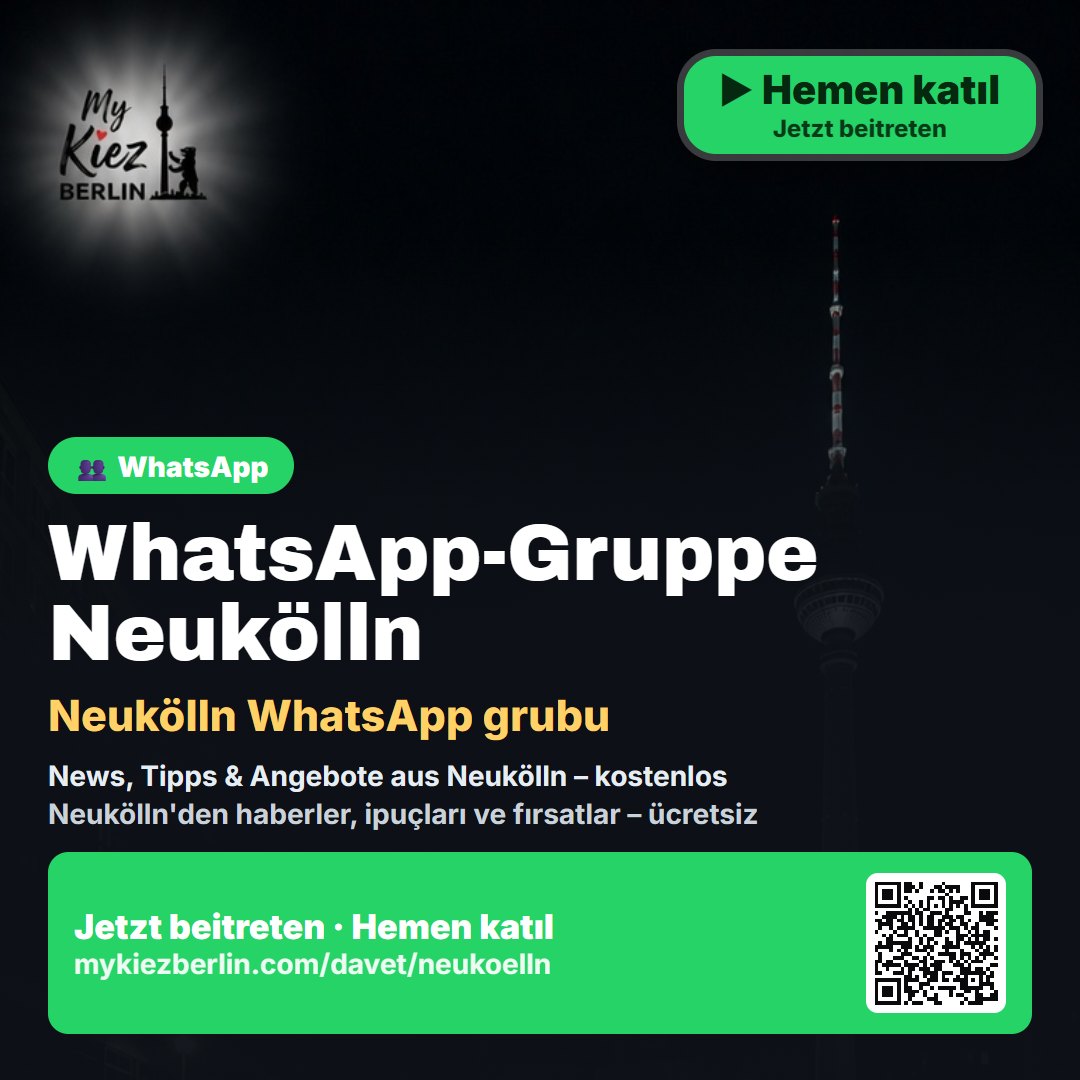 My
Kiez
BERLIN
▶ Hemen katıl
Jetzt beitreten
WhatsApp
WhatsApp-Gruppe
Neukölln
Neukölln WhatsApp grubu
News, Tipps & Angebote aus Neukölln – kostenlos
Neukölln'den haberler, ipuçları ve fırsatlar – ücretsiz
Jetzt beitreten · Hemen katıl
mykiezberlin.com/davet/neukoelln